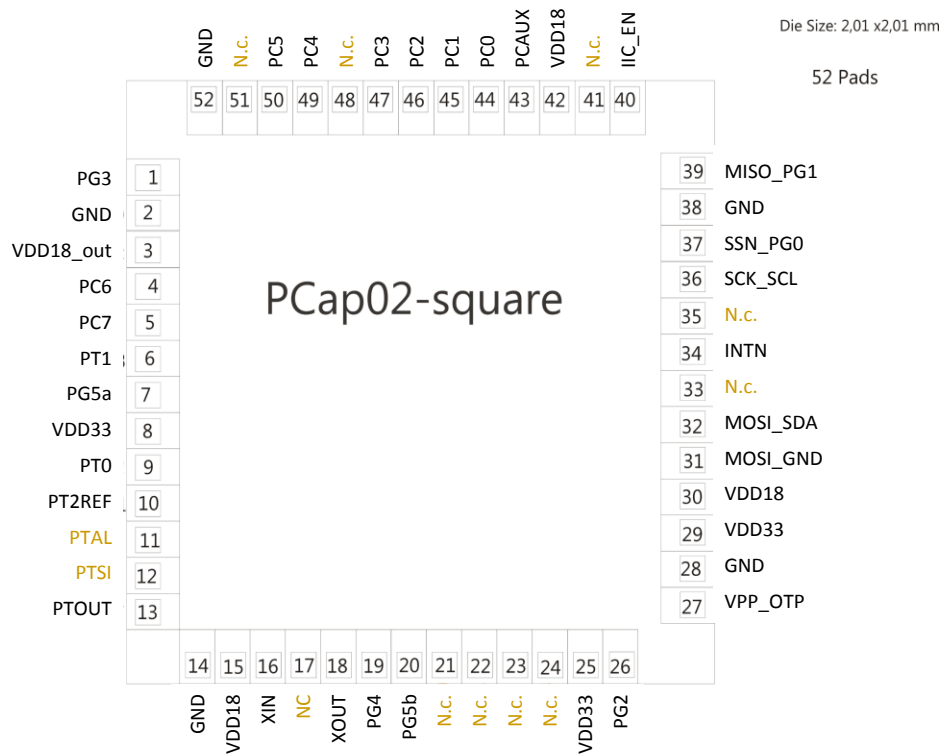 Die Size: 2,01 x2,01 mm
52 Pads
GND N.c. PC5 PC4 N.c. PC3 PC2 PC1 PC0 PCAUX VDD18 N.c. IIC_EN
52 51 50 49 48 47 46 45 44 43 42 41 40
PG3 1
GND 2
VDD18_out 3
PC6 4
PC7 5
PT1 6
PG5a 7
VDD33 8
PT0 9
PT2REF 10
PTAL 11
PTSI 12
PTOUT 13
PCap02-square
39 MISO_PG1
38 GND
37 SSN_PG0
36 SCK_SCL
35 N.c.
34 INTN
33 N.c.
32 MOSI_SDA
31 MOSI_GND
30 VDD18
29 VDD33
28 GND
27 VPP_OTP
14 15 16 17 18 19 20 21 22 23 24 25 26
GND VDD18 XIN NC XOUT PG4 PG5b N.c. N.c. N.c. N.c. VDD33 PG2